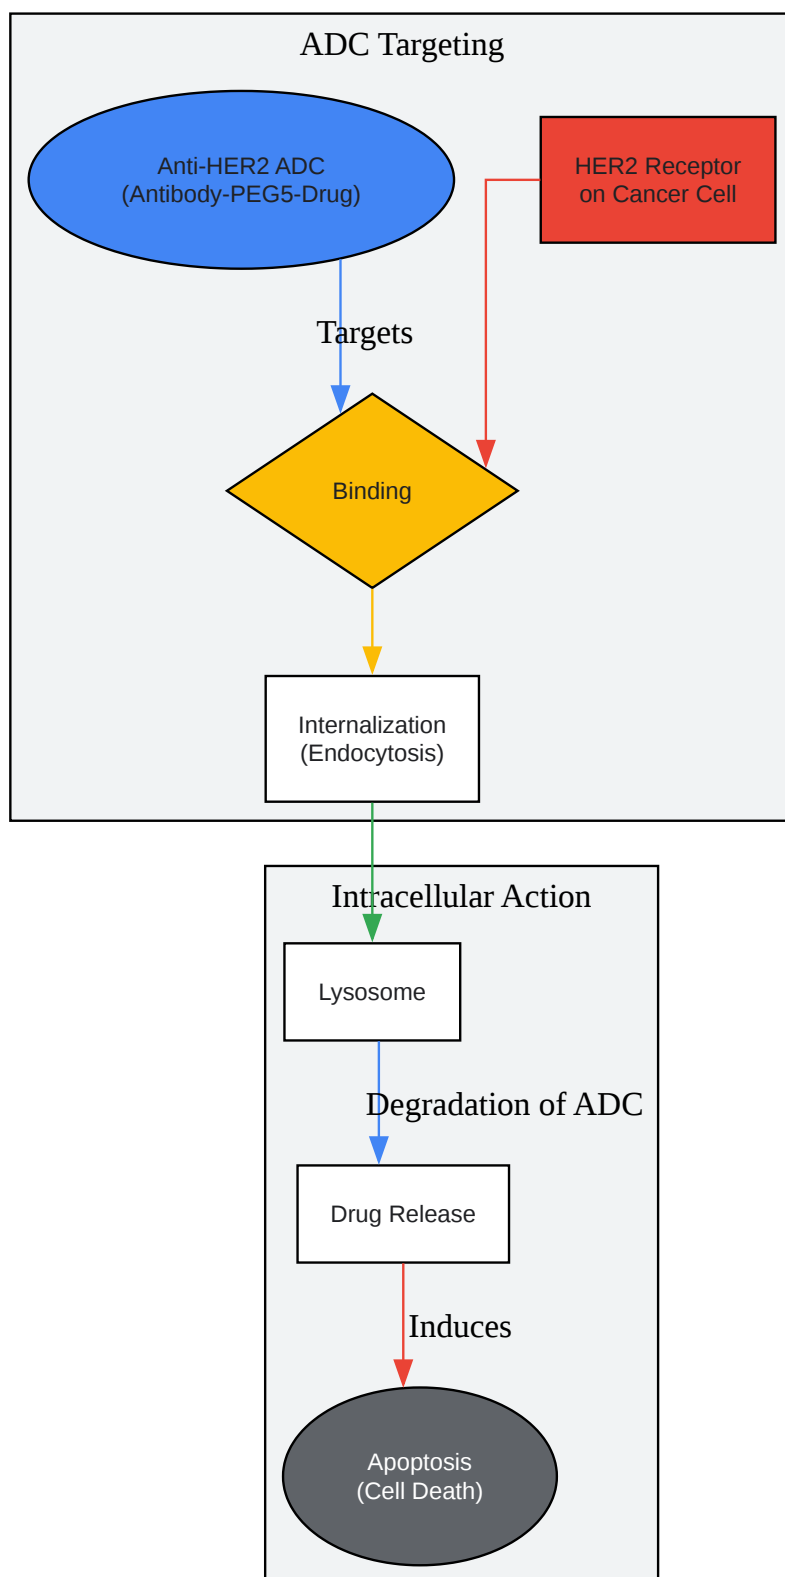 ADC Targeting
Anti-HER2 ADC
(Antibody-PEG5-Drug)
HER2 Receptor
on Cancer Cell
Targets
Binding
Internalization
(Endocytosis)
Intracellular Action
Lysosome
Degradation of ADC
Drug Release
Induces
Apoptosis
(Cell Death)